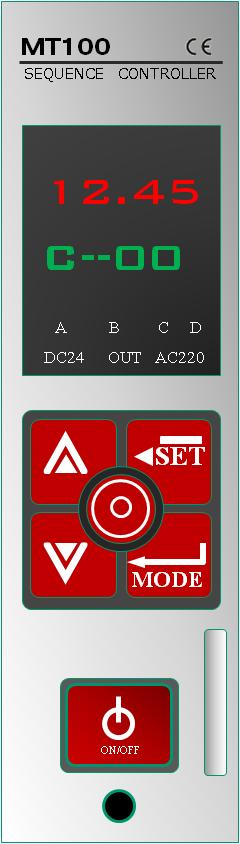 MT100 CE
SEQUENCE CONTROLLER
12.45
C--00
A B C D
DC24 OUT AC220
SET
MODE
ON/OFF